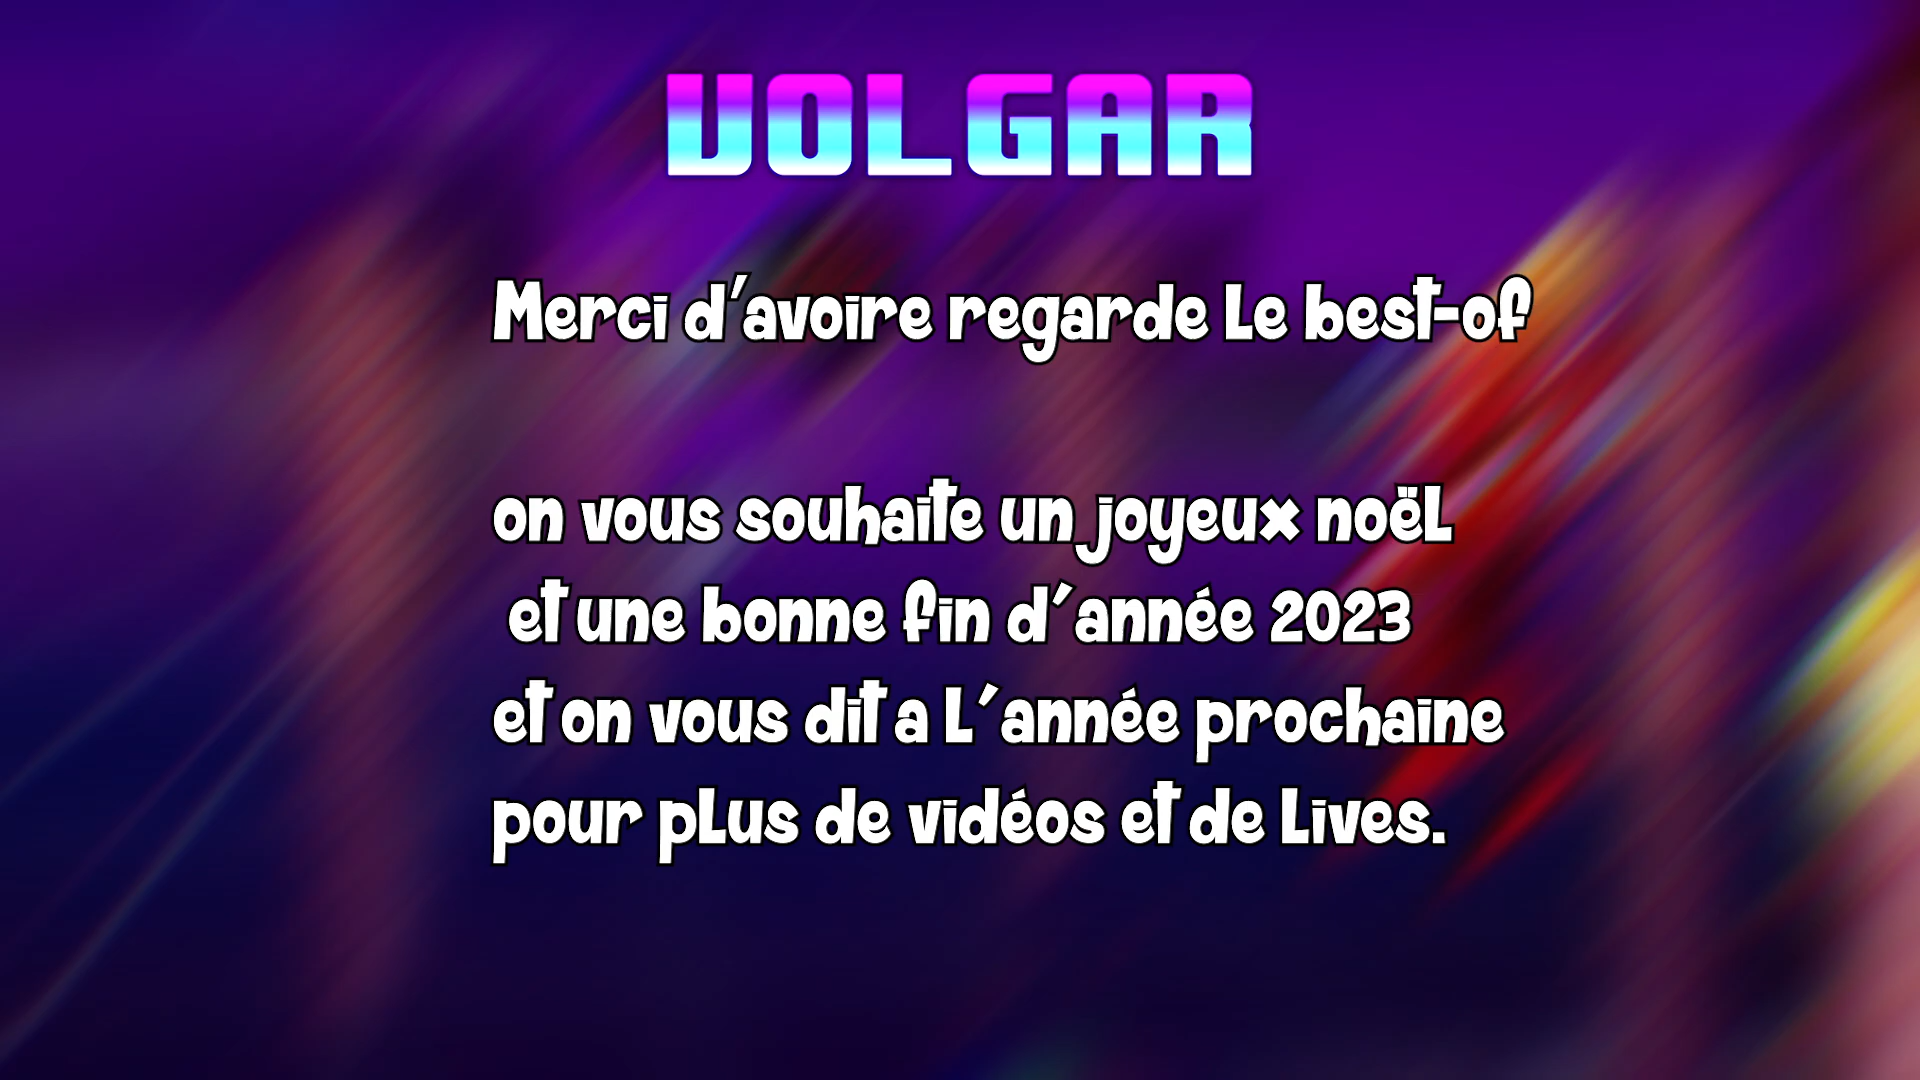 VOLGAR
Merci d'avoire regarde le best-of
on vous souhaite un joyeux noël
et une bonne fin d'année 2023
et on vous dit a l'année prochaine
pour plus de vidéos et de lives.